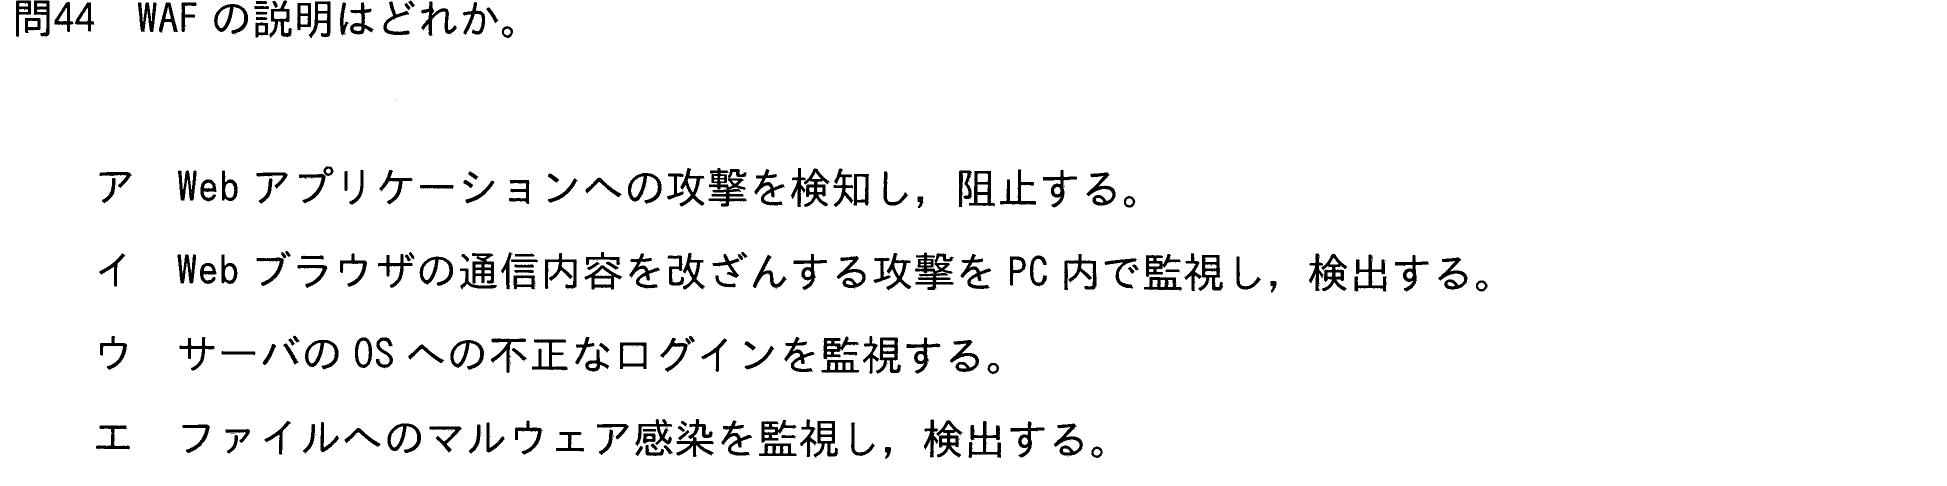 問44　WAF の説明はどれか。
ア　Web アプリケーションへの攻撃を検知し，阻止する。
イ　Web ブラウザの通信内容を改ざんする攻撃を PC 内で監視し，検出する。
ウ　サーバの OS への不正なログインを監視する。
エ　ファイルへのマルウェア感染を監視し，検出する。